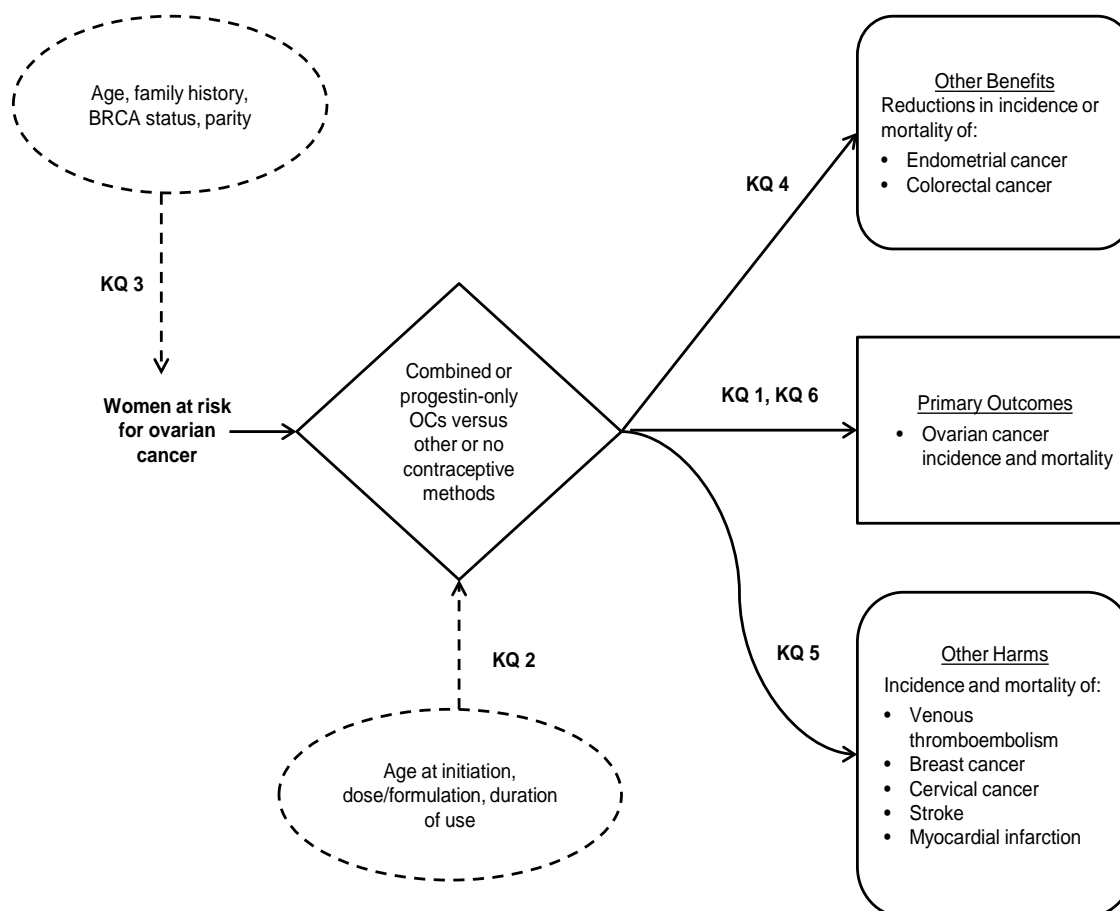 Age, family history,
BRCA status, parity
KQ 3
Women at risk
for ovarian
cancer
Combined or
progestin-only
OCs versus
other or no
contraceptive
methods
KQ 2
Age at initiation,
dose/formulation, duration
of use
KQ 4
Other Benefits
Reductions in incidence or
mortality of:
• Endometrial cancer
• Colorectal cancer
KQ 1, KQ 6
Primary Outcomes
• Ovarian cancer
incidence and mortality
KQ 5
Other Harms
Incidence and mortality of:
• Venous
thromboembolism
• Breast cancer
• Cervical cancer
• Stroke
• Myocardial infarction